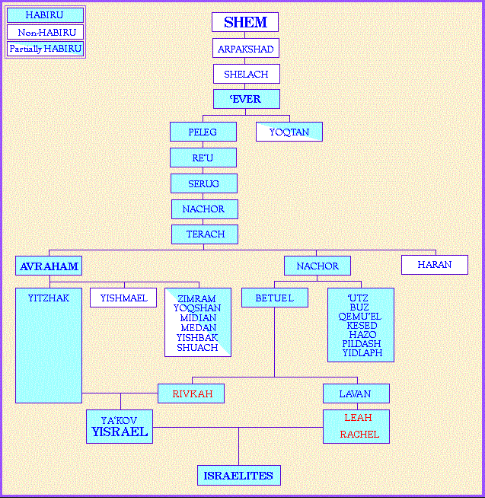 HABIRU
Non-HABIRU
Partially HABIRU
SHEM
ARPAKSHAD
SHELACH
‘EVER
PELEG
YOQTAN
RE’U
SERUG
NACHOR
TERACH
AVRAHAM
NACHOR
HARAN
YITZHAK
YISHMAEL
ZIMRAM
YOQSHAN
MIDIAN
MEDAN
YISHBAK
SHUACH
BETUEL
‘UTZ
BUZ
QEMU’EL
KESED
HAZO
PILDASH
YIDLAPH
RIVKAH
LAVAN
YA‘KOV
YISRAEL
LEAH
RACHEL
ISRAELITES